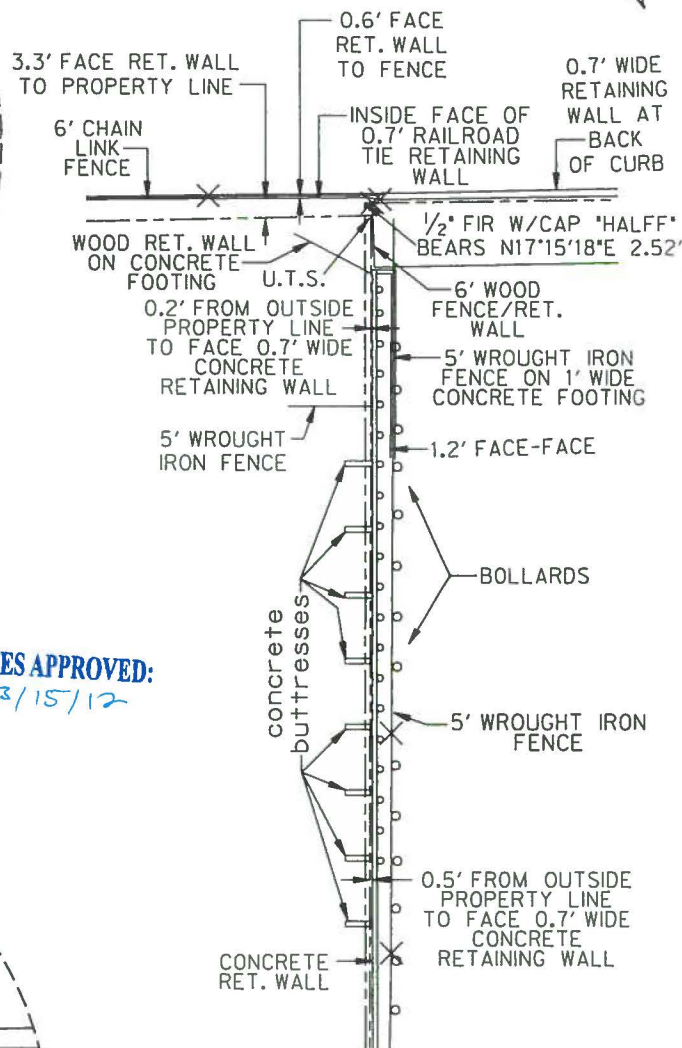 0.6' FACE
RET. WALL
TO FENCE
3.3' FACE RET. WALL
TO PROPERTY LINE
0.7' WIDE
RETAINING
WALL AT
BACK
OF CURB
6' CHAIN
LINK
FENCE
INSIDE FACE OF
0.7' RAILROAD
TIE RETAINING
WALL
1/2" FIR W/CAP "HALFF"
BEARS N17°15'18"E 2.52'
WOOD RET. WALL
ON CONCRETE
FOOTING
U.T.S.
6' WOOD
FENCE/RET.
WALL
0.2' FROM OUTSIDE
PROPERTY LINE
TO FACE 0.7' WIDE
CONCRETE
RETAINING WALL
5' WROUGHT IRON
FENCE ON 1' WIDE
CONCRETE FOOTING
5' WROUGHT
IRON FENCE
1.2' FACE-FACE
BOLLARDS
concrete
buttresses
ES APPROVED:
3/15/12
5' WROUGHT IRON
FENCE
0.5' FROM OUTSIDE
PROPERTY LINE
TO FACE 0.7' WIDE
CONCRETE
RETAINING WALL
CONCRETE
RET. WALL